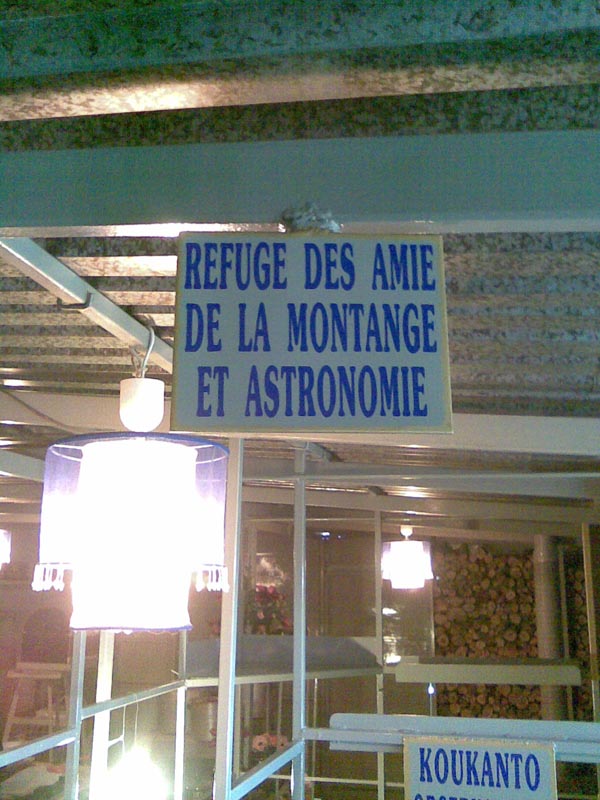 REFUGE DES AMIE
DE LA MONTANGE
ET ASTRONOMIE
KOUKANTO